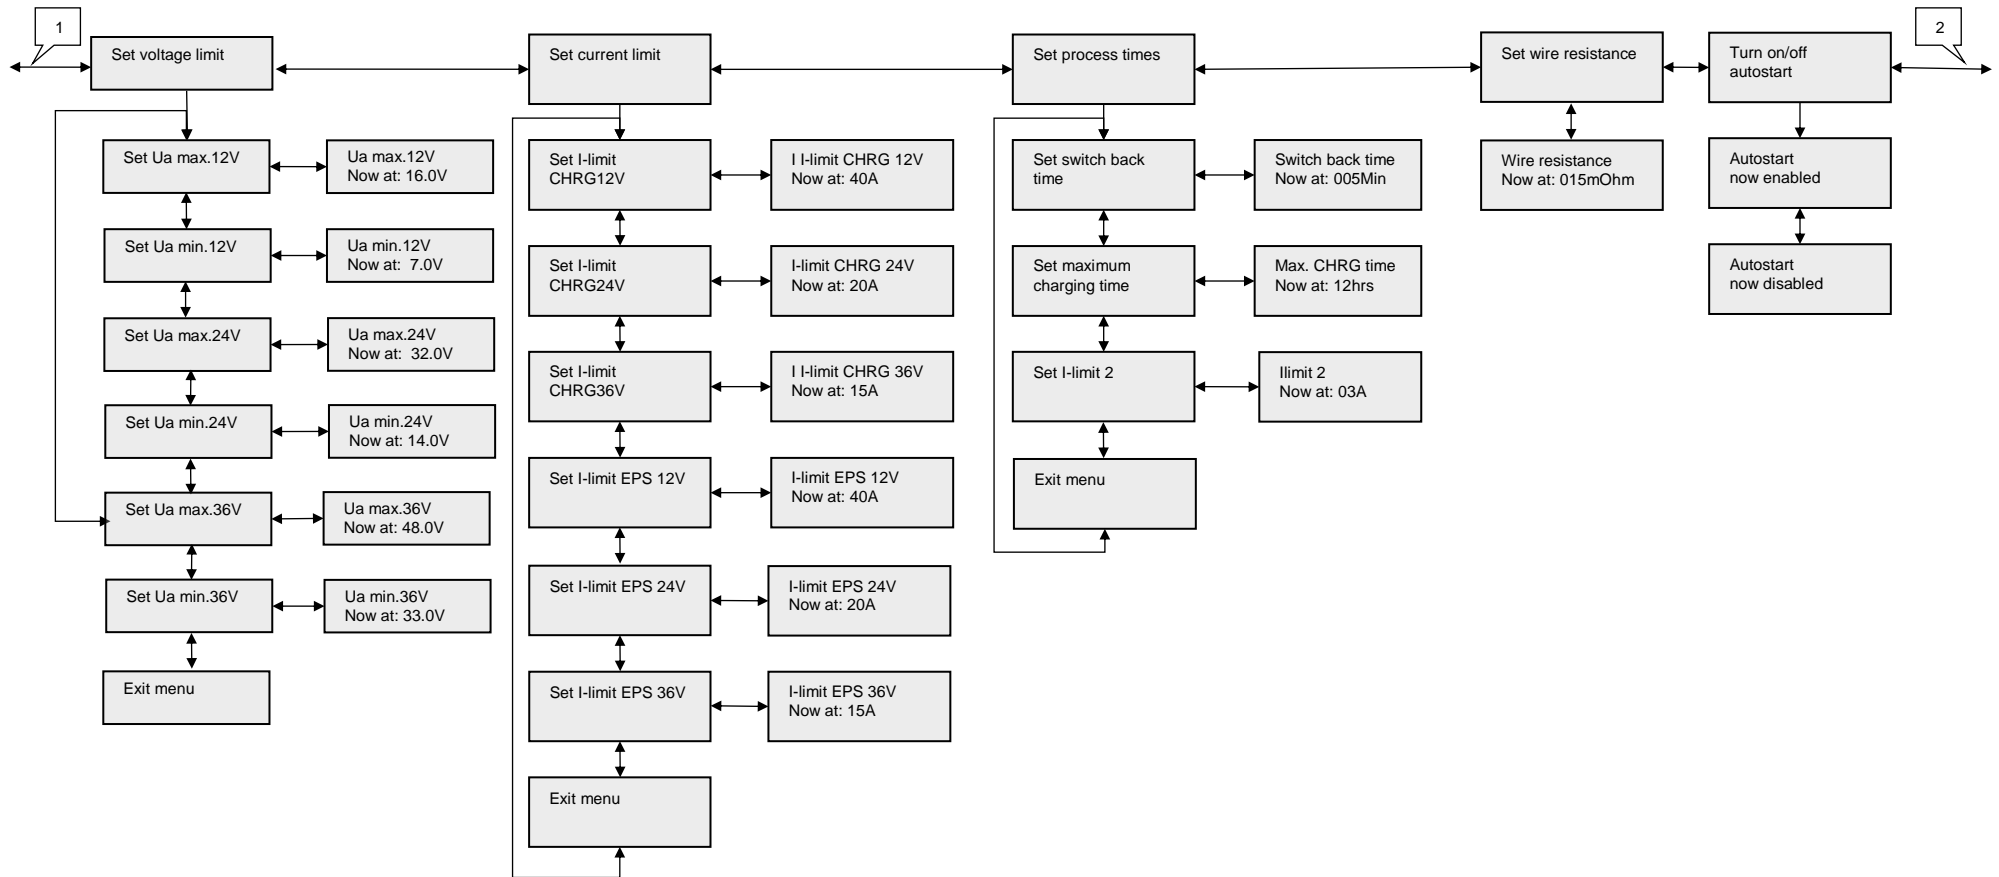 1
Set voltage limit
Set Ua max.12V
Ua max.12V
Now at: 16.0V
Set Ua min.12V
Ua min.12V
Now at:  7.0V
Set Ua max.24V
Ua max.24V
Now at:  32.0V
Set Ua min.24V
Ua min.24V
Now at: 14.0V
Set Ua max.36V
Ua max.36V
Now at: 48.0V
Set Ua min.36V
Ua min.36V
Now at: 33.0V
Exit menu
Set current limit
Set I-limit
CHRG12V
I I-limit CHRG 12V
Now at: 40A
Set I-limit
CHRG24V
I-limit CHRG 24V
Now at: 20A
Set I-limit
CHRG36V
I I-limit CHRG 36V
Now at: 15A
Set I-limit EPS 12V
I-limit EPS 12V
Now at: 40A
Set I-limit EPS 24V
I-limit EPS 24V
Now at: 20A
Set I-limit EPS 36V
I-limit EPS 36V
Now at: 15A
Exit menu
Set process times
Set switch back
time
Switch back time
Now at: 005Min
Set maximum
charging time
Max. CHRG time
Now at: 12hrs
Set I-limit 2
Ilimit 2
Now at: 03A
Exit menu
Set wire resistance
Wire resistance
Now at: 015mOhm
Turn on/off
autostart
Autostart
now enabled
Autostart
now disabled
2